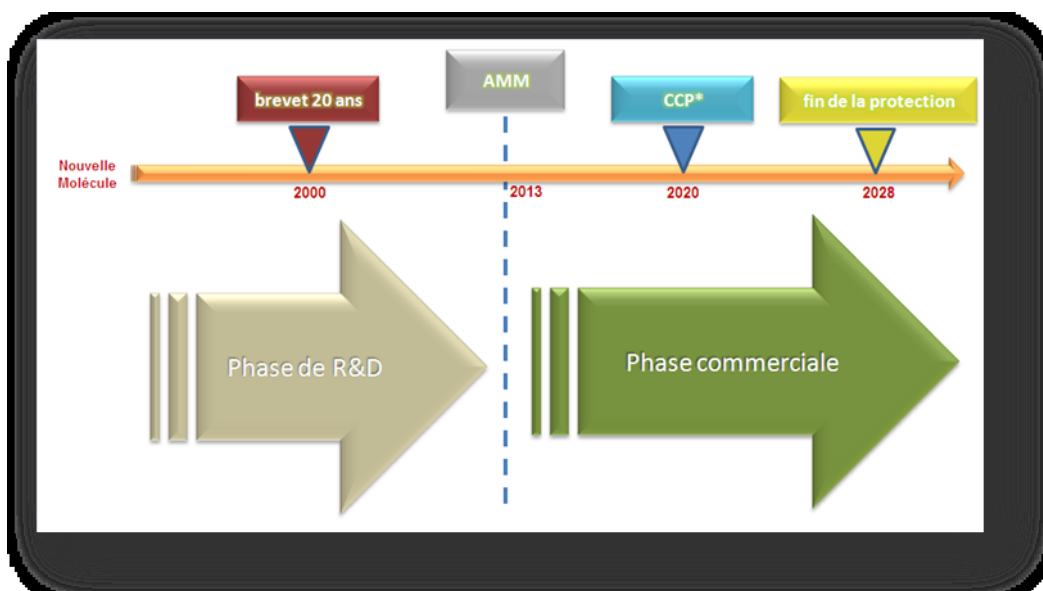 brevet 20 ans
AMM
CCP*
fin de la protection
Nouvelle
Molécule
2000
2013
2020
2028
Phase de R&D
Phase commerciale